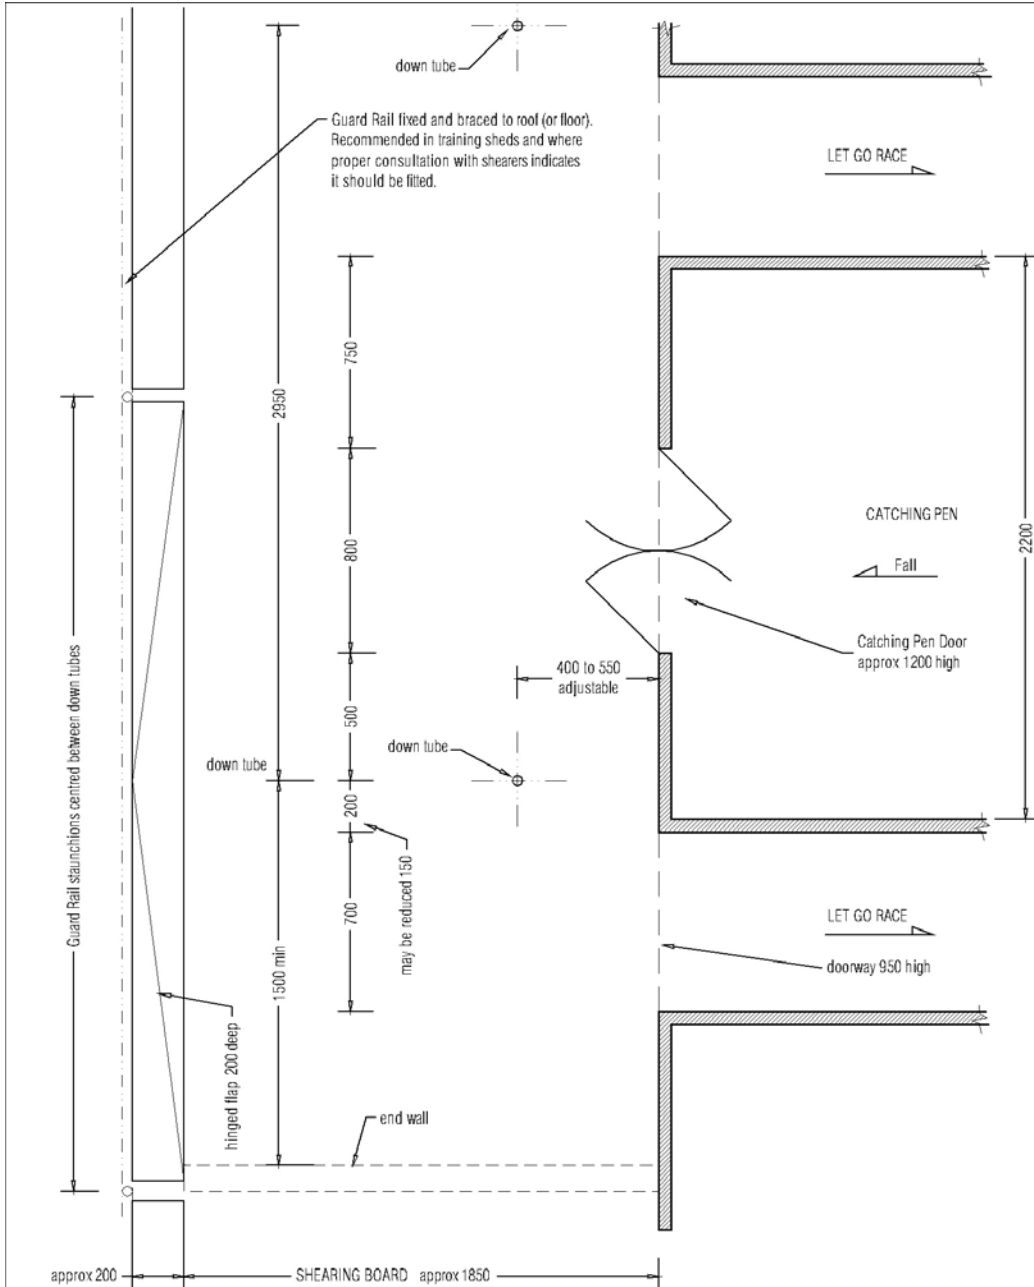 down tube
Guard Rail fixed and braced to roof (or floor).
Recommended in training sheds and where
proper consultation with shearers indicates
it should be fitted.
LET GO RACE
750
2950
800
CATCHING PEN
Fall
2200
Catching Pen Door
approx 1200 high
400 to 550
adjustable
500
Guard Rail staunchions centred between down tubes
down tube
down tube
200
may be reduced 150
700
LET GO RACE
doorway 950 high
1500 min
hinged flap 200 deep
end wall
approx 200
SHEARING BOARD approx 1850